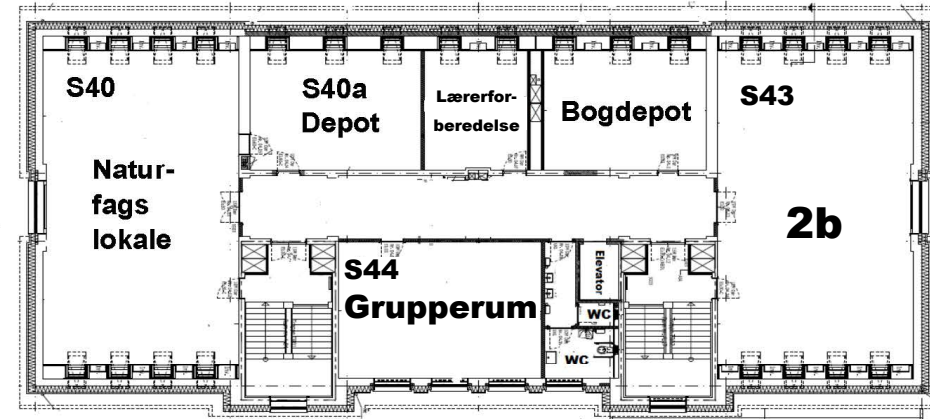 S40
Natur-
fags
lokale
S40a
Depot
Lærerfor-
beredelse
Bogdepot
S43
2b
S44
Grupperum
Elevator
WC
WC